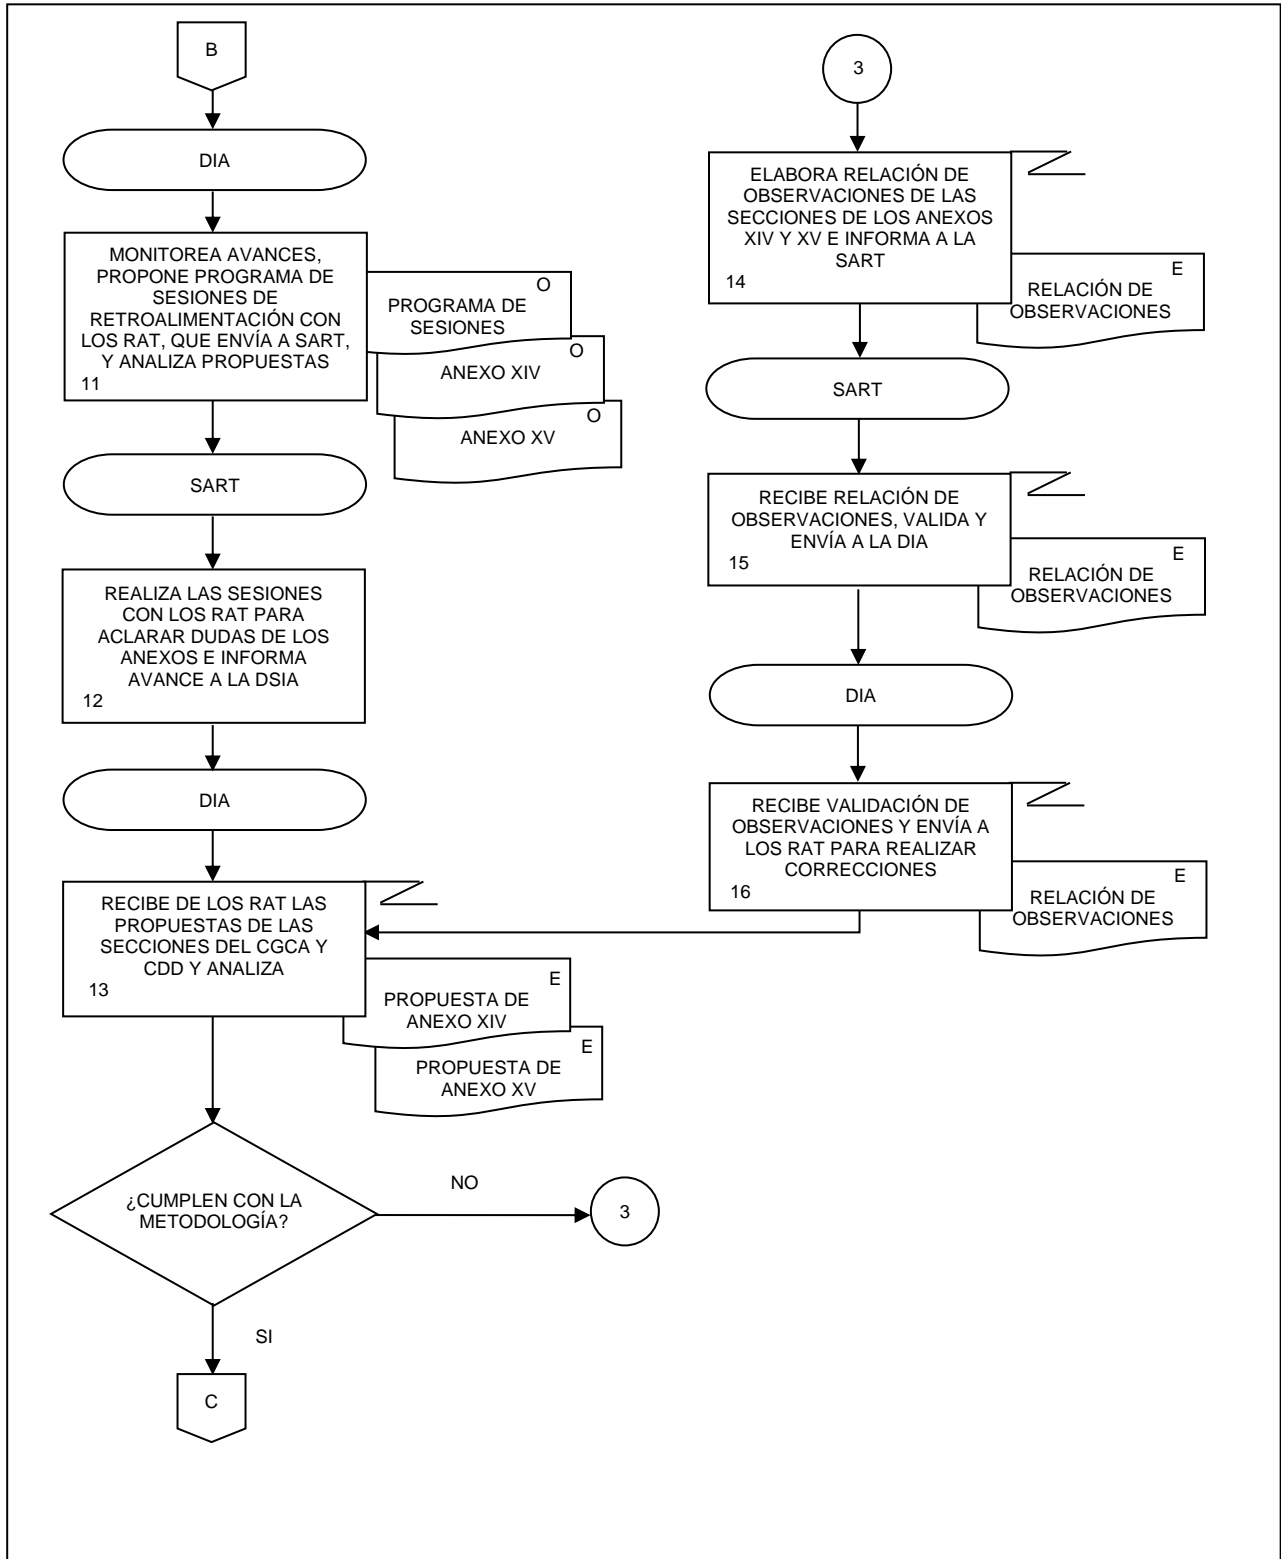 B
DIA
MONITOREA AVANCES,
PROPONE PROGRAMA DE
SESIONES DE
RETROALIMENTACIÓN CON
LOS RAT, QUE ENVÍA A SART,
Y ANALIZA PROPUESTAS
11
O
PROGRAMA DE
SESIONES
O
ANEXO XIV
O
ANEXO XV
SART
REALIZA LAS SESIONES
CON LOS RAT PARA
ACLARAR DUDAS DE LOS
ANEXOS E INFORMA
AVANCE A LA DSIA
12
DIA
RECIBE DE LOS RAT LAS
PROPUESTAS DE LAS
SECCIONES DEL CGCA Y
CDD Y ANALIZA
13
E
PROPUESTA DE
ANEXO XIV
E
PROPUESTA DE
ANEXO XV
¿CUMPLEN CON LA
METODOLOGÍA?
NO
3
SI
C
3
ELABORA RELACIÓN DE
OBSERVACIONES DE LAS
SECCIONES DE LOS ANEXOS
XIV Y XV E INFORMA A LA
SART
14
E
RELACIÓN DE
OBSERVACIONES
SART
RECIBE RELACIÓN DE
OBSERVACIONES, VALIDA Y
ENVÍA A LA DIA
15
E
RELACIÓN DE
OBSERVACIONES
DIA
RECIBE VALIDACIÓN DE
OBSERVACIONES Y ENVÍA A
LOS RAT PARA REALIZAR
CORRECCIONES
16
E
RELACIÓN DE
OBSERVACIONES